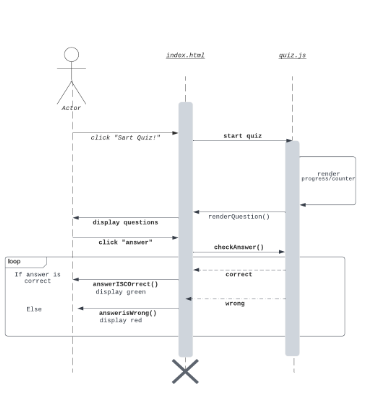 index.html
quiz.js
Actor
click "Sart Quiz!"
start quiz
render
progress/counter
renderQuestion()
display questions
click "answer"
checkAnswer()
loop
If answer is
correct
correct
answerISCOrrect()
display green
wrong
Else
answerisWrong()
display red